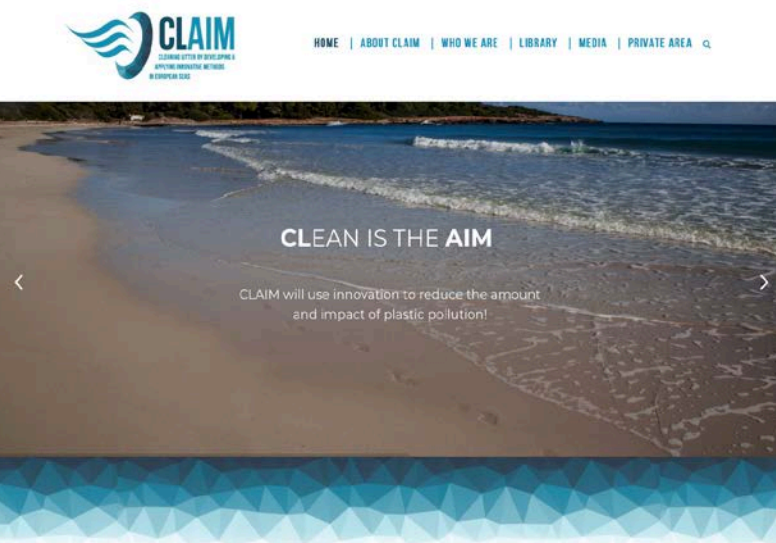 CLAIM
CLEANING LITTER BY DEVELOPING &
APPLYING INNOVATIVE METHODS
IN EUROPEAN SEAS
HOME | ABOUT CLAIM | WHO WE ARE | LIBRARY | MEDIA | PRIVATE AREA
CLEAN IS THE AIM
CLAIM will use innovation to reduce the amount
and impact of plastic pollution!